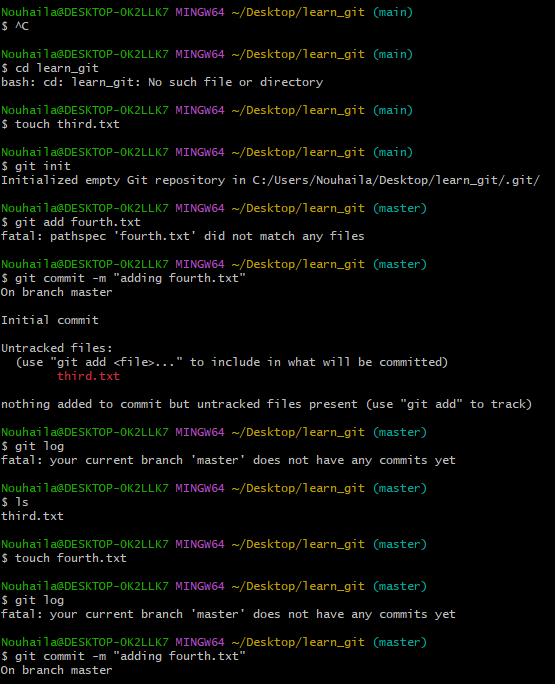 Nouhaila@DESKTOP-OK2LLK7 MINGW64 ~/Desktop/learn_git (main)
$ ^C
Nouhaila@DESKTOP-OK2LLK7 MINGW64 ~/Desktop/learn_git (main)
$ cd learn_git
bash: cd: learn_git: No such file or directory
Nouhaila@DESKTOP-OK2LLK7 MINGW64 ~/Desktop/learn_git (main)
$ touch third.txt
Nouhaila@DESKTOP-OK2LLK7 MINGW64 ~/Desktop/learn_git (main)
$ git init
Initialized empty Git repository in C:/Users/Nouhaila/Desktop/learn_git/.git/
Nouhaila@DESKTOP-OK2LLK7 MINGW64 ~/Desktop/learn_git (master)
$ git add fourth.txt
fatal: pathspec 'fourth.txt' did not match any files
Nouhaila@DESKTOP-OK2LLK7 MINGW64 ~/Desktop/learn_git (master)
$ git commit -m "adding fourth.txt"
On branch master
Initial commit
Untracked files:
(use "git add <file>..." to include in what will be committed)
third.txt
nothing added to commit but untracked files present (use "git add" to track)
Nouhaila@DESKTOP-OK2LLK7 MINGW64 ~/Desktop/learn_git (master)
$ git log
fatal: your current branch 'master' does not have any commits yet
Nouhaila@DESKTOP-OK2LLK7 MINGW64 ~/Desktop/learn_git (master)
$ ls
third.txt
Nouhaila@DESKTOP-OK2LLK7 MINGW64 ~/Desktop/learn_git (master)
$ touch fourth.txt
Nouhaila@DESKTOP-OK2LLK7 MINGW64 ~/Desktop/learn_git (master)
$ git log
fatal: your current branch 'master' does not have any commits yet
Nouhaila@DESKTOP-OK2LLK7 MINGW64 ~/Desktop/learn_git (master)
$ git commit -m "adding fourth.txt"
On branch master